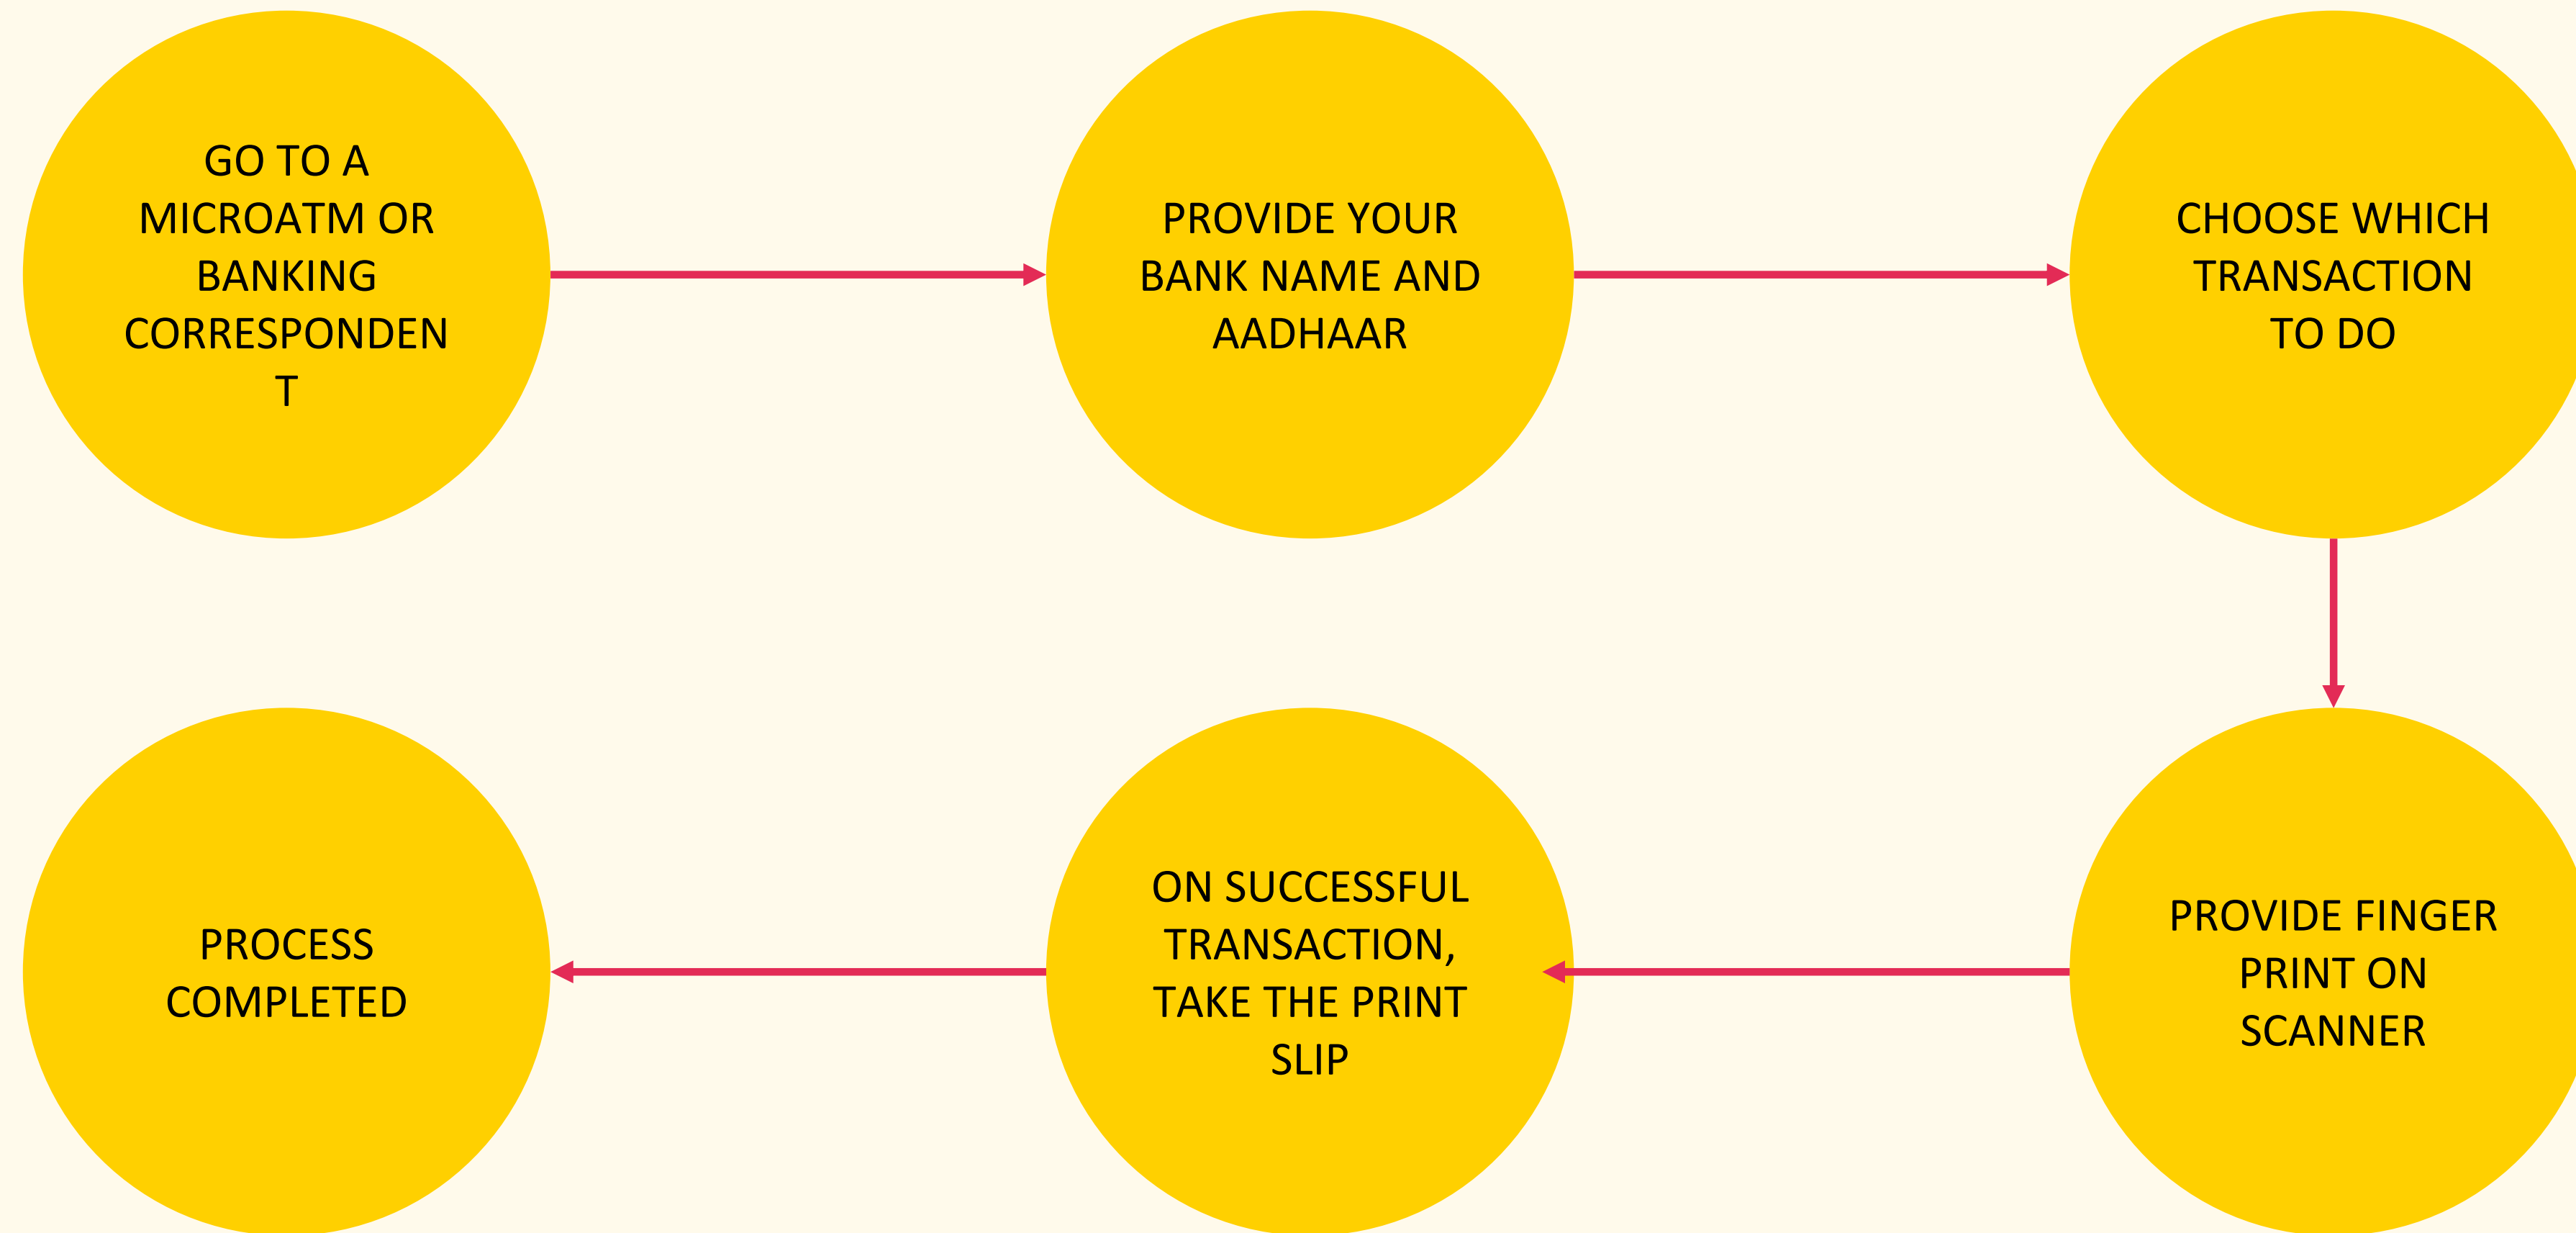 GO TO A
MICROATM OR
BANKING
CORRESPONDEN
T
PROVIDE YOUR
BANK NAME AND
AADHAAR
CHOOSE WHICH
TRANSACTION
TO DO
PROVIDE FINGER
PRINT ON
SCANNER
ON SUCCESSFUL
TRANSACTION,
TAKE THE PRINT
SLIP
PROCESS
COMPLETED